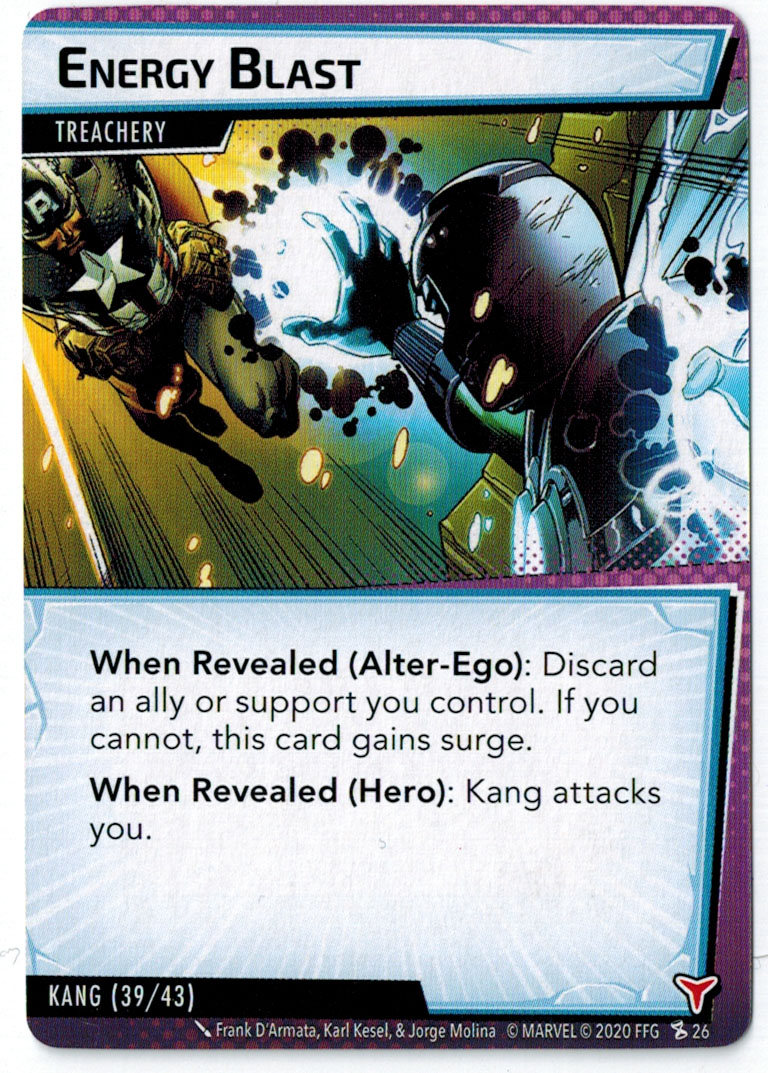 ENERGY BLAST
TREACHERY
A
When Revealed (Alter-Ego): Discard
an ally or support you control. If you
cannot, this card gains surge.
When Revealed (Hero): Kang attacks
you.
KANG (39/43)
Frank D'Armata, Karl Kesel, & Jorge Molina © MARVEL © 2020 FFG 26